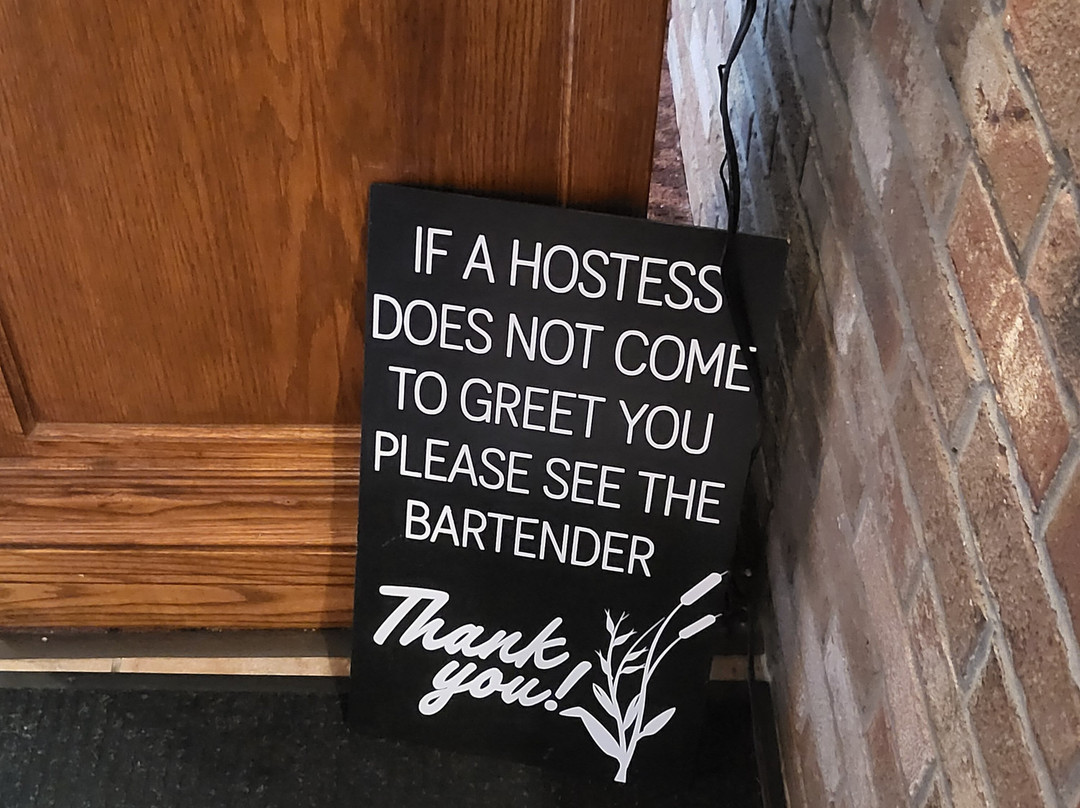 IF A HOSTESS
DOES NOT COME
TO GREET YOU
PLEASE SEE THE
BARTENDER
Thank
you!